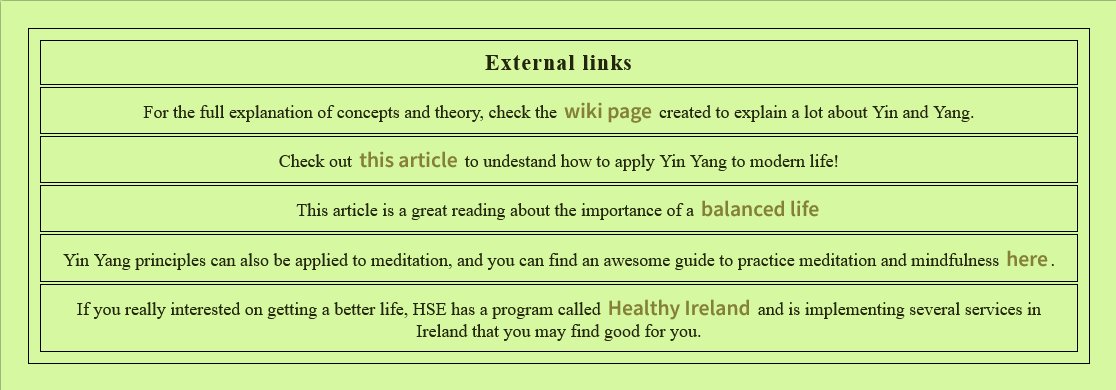 External links
For the full explanation of concepts and theory, check the wiki page created to explain a lot about Yin and Yang.
Check out this article to undestand how to apply Yin Yang to modern life!
This article is a great reading about the importance of a balanced life
Yin Yang principles can also be applied to meditation, and you can find an awesome guide to practice meditation and mindfulness here.
If you really interested on getting a better life, HSE has a program called Healthy Ireland and is implementing several services in
Ireland that you may find good for you.